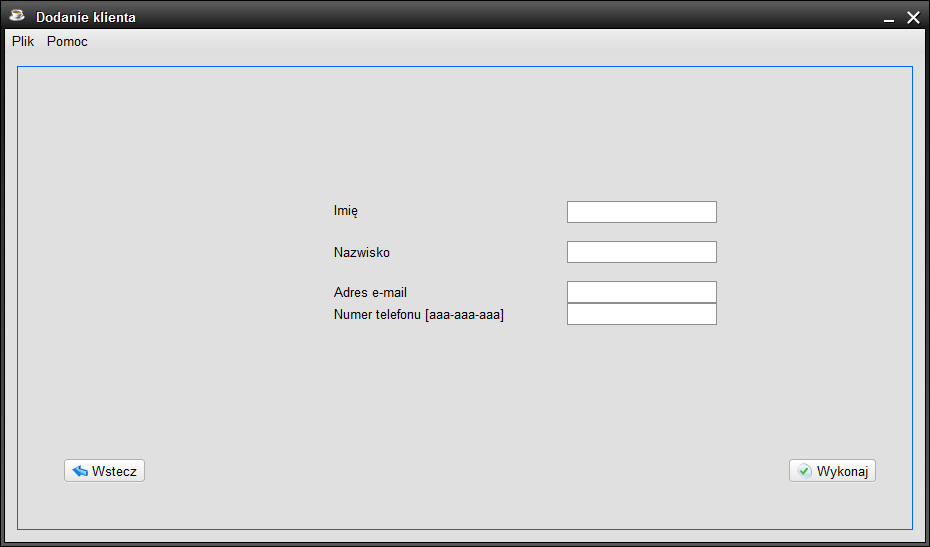 Dodanie klienta
Plik Pomoc
Imię
Nazwisko
Adres e-mail
Numer telefonu [aaa-aaa-aaa]
Wstecz
Wykonaj